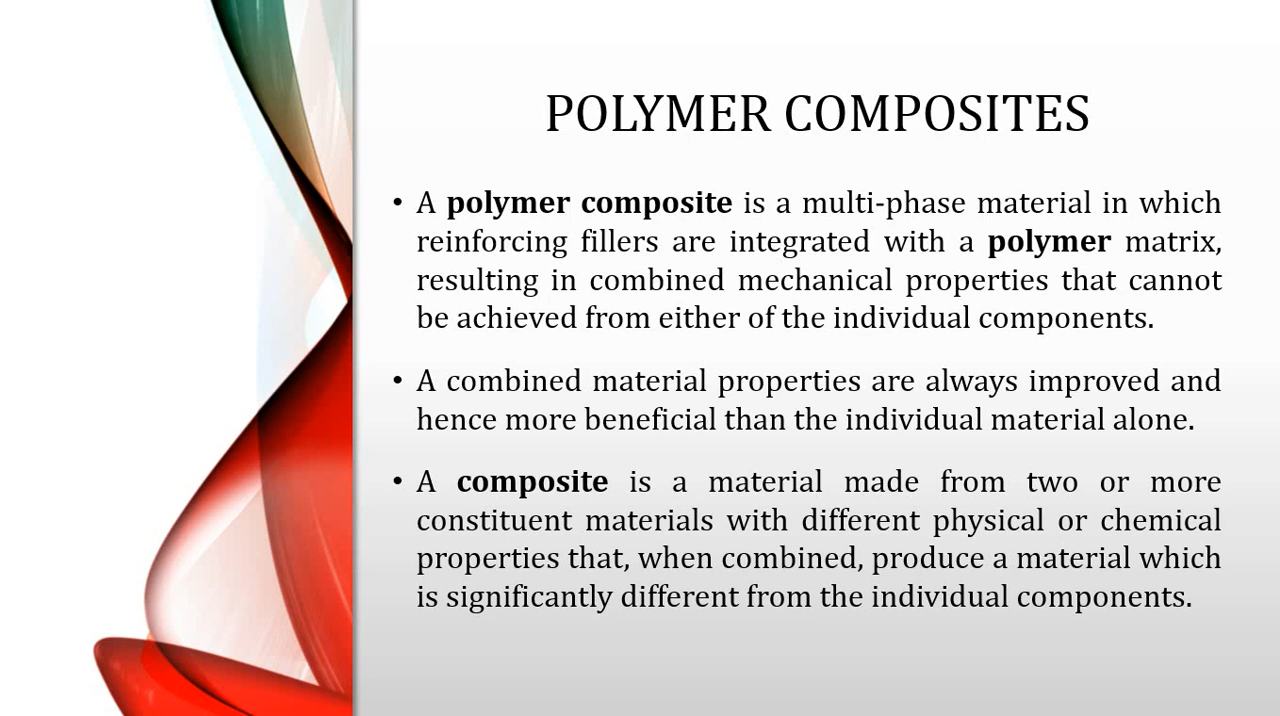 POLYMER COMPOSITES
• A polymer composite is a multi-phase material in which
reinforcing fillers are integrated with a polymer matrix,
resulting in combined mechanical properties that cannot
be achieved from either of the individual components.
• A combined material properties are always improved and
hence more beneficial than the individual material alone.
• A composite is a material made from two or more
constituent materials with different physical or chemical
properties that, when combined, produce a material which
is significantly different from the individual components.